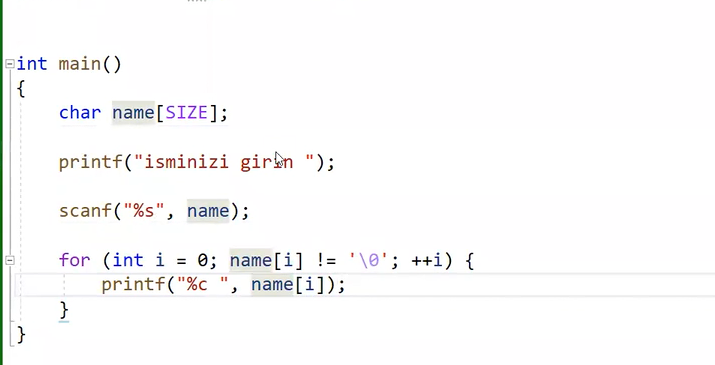 int main()
{
    char name[SIZE];
    printf("isminizi girin ");
    scanf("%s", name);
    for (int i = 0; name[i] != '\0'; ++i) {
        printf("%c ", name[i]);
    }
}